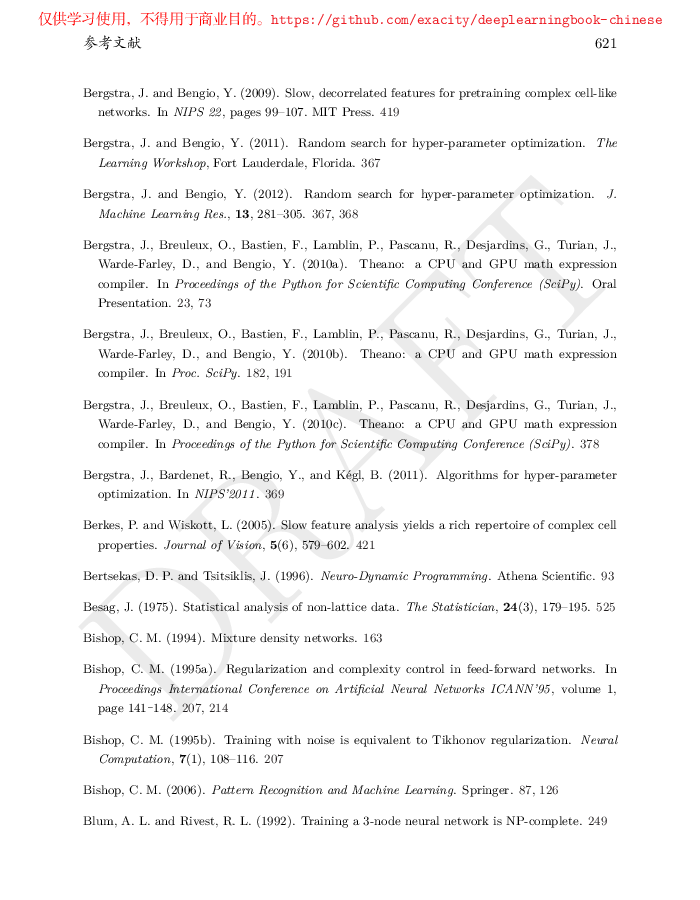 仅供学习使用，不得用于商业目的。https://github.com/exacity/deeplearningbook-chinese
参考文献 621
Bergstra, J. and Bengio, Y. (2009). Slow, decorrelated features for pretraining complex cell-like
networks. In NIPS 22, pages 99–107. MIT Press. 419
Bergstra, J. and Bengio, Y. (2011). Random search for hyper-parameter optimization. The
Learning Workshop, Fort Lauderdale, Florida. 367
Bergstra, J. and Bengio, Y. (2012). Random search for hyper-parameter optimization. J.
Machine Learning Res., 13, 281–305. 367, 368
Bergstra, J., Breuleux, O., Bastien, F., Lamblin, P., Pascanu, R., Desjardins, G., Turian, J.,
Warde-Farley, D., and Bengio, Y. (2010a). Theano: a CPU and GPU math expression
compiler. In Proceedings of the Python for Scientific Computing Conference (SciPy). Oral
Presentation. 23, 73
Bergstra, J., Breuleux, O., Bastien, F., Lamblin, P., Pascanu, R., Desjardins, G., Turian, J.,
Warde-Farley, D., and Bengio, Y. (2010b). Theano: a CPU and GPU math expression
compiler. In Proc. SciPy. 182, 191
Bergstra, J., Breuleux, O., Bastien, F., Lamblin, P., Pascanu, R., Desjardins, G., Turian, J.,
Warde-Farley, D., and Bengio, Y. (2010c). Theano: a CPU and GPU math expression
compiler. In Proceedings of the Python for Scientific Computing Conference (SciPy). 378
Bergstra, J., Bardenet, R., Bengio, Y., and Kégl, B. (2011). Algorithms for hyper-parameter
optimization. In NIPS'2011. 369
Berkes, P. and Wiskott, L. (2005). Slow feature analysis yields a rich repertoire of complex cell
properties. Journal of Vision, 5(6), 579–602. 421
Bertsekas, D. P. and Tsitsiklis, J. (1996). Neuro-Dynamic Programming. Athena Scientific. 93
Besag, J. (1975). Statistical analysis of non-lattice data. The Statistician, 24(3), 179–195. 525
Bishop, C. M. (1994). Mixture density networks. 163
Bishop, C. M. (1995a). Regularization and complexity control in feed-forward networks. In
Proceedings International Conference on Artificial Neural Networks ICANN'95, volume 1,
page 141–148. 207, 214
Bishop, C. M. (1995b). Training with noise is equivalent to Tikhonov regularization. Neural
Computation, 7(1), 108–116. 207
Bishop, C. M. (2006). Pattern Recognition and Machine Learning. Springer. 87, 126
Blum, A. L. and Rivest, R. L. (1992). Training a 3-node neural network is NP-complete. 249
DRAFT